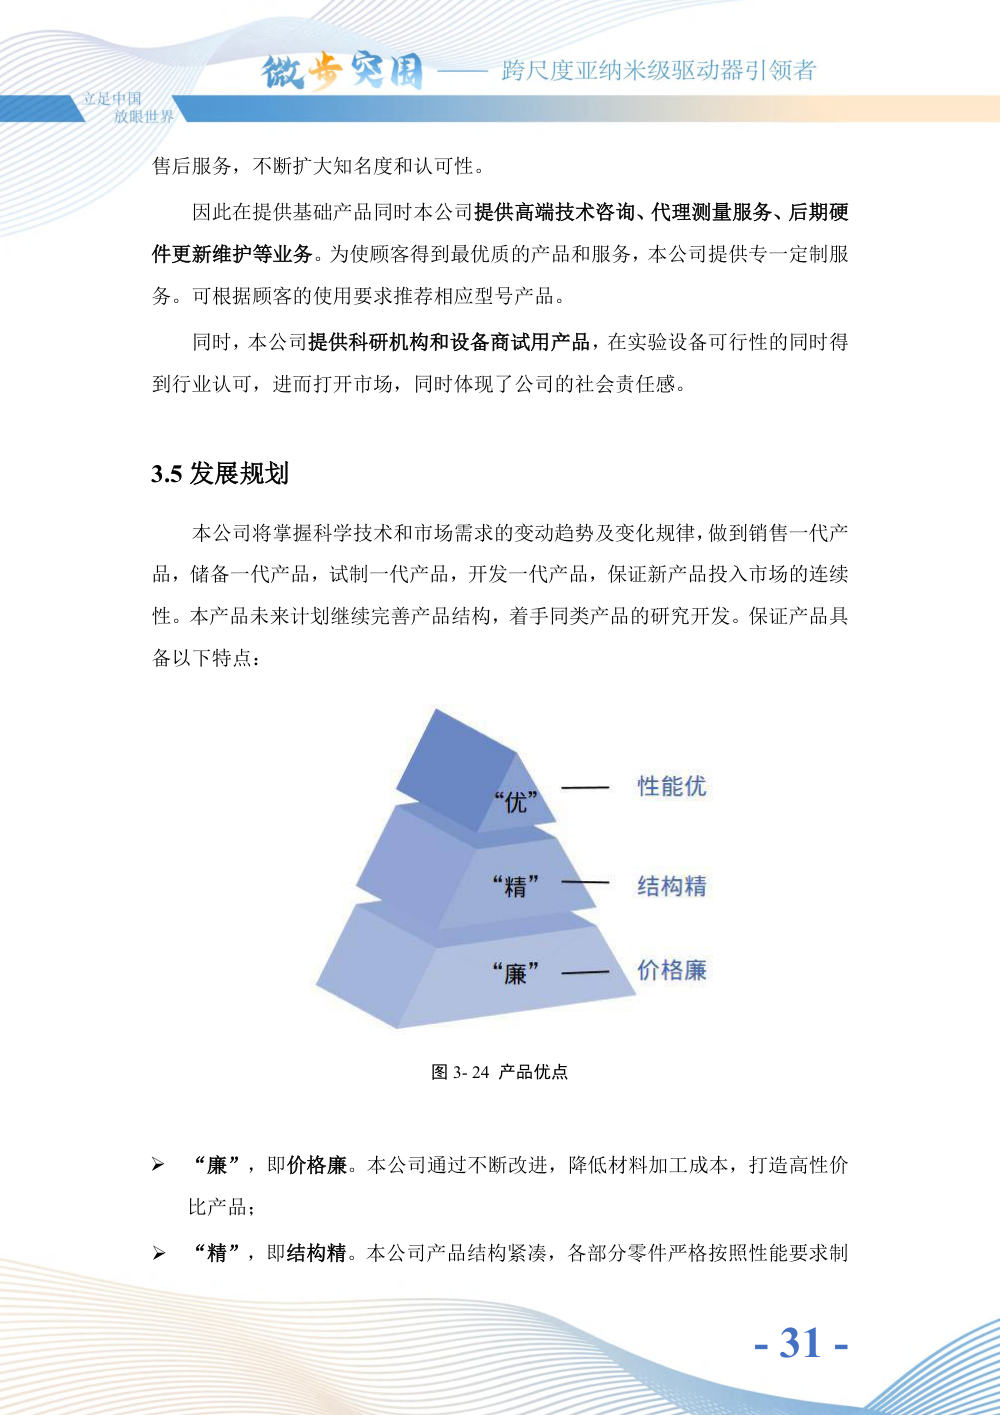 微步突围 —— 跨尺度亚纳米级驱动器引领者
立足中国
放眼世界
售后服务，不断扩大知名度和认可性。
因此在提供基础产品同时本公司提供高端技术咨询、代理测量服务、后期硬
件更新维护等业务。为使顾客得到最优质的产品和服务，本公司提供专一定制服
务。可根据顾客的使用要求推荐相应型号产品。
同时，本公司提供科研机构和设备商试用产品，在实验设备可行性的同时得
到行业认可，进而打开市场，同时体现了公司的社会责任感。
3.5 发展规划
本公司将掌握科学技术和市场需求的变动趋势及变化规律，做到销售一代产
品，储备一代产品，试制一代产品，开发一代产品，保证新产品投入市场的连续
性。本产品未来计划继续完善产品结构，着手同类产品的研究开发。保证产品具
备以下特点：
“优” 性能优
“精” 结构精
“廉” 价格廉
图 3- 24 产品优点
➢ “廉”，即价格廉。本公司通过不断改进，降低材料加工成本，打造高性价
比产品；
➢ “精”，即结构精。本公司产品结构紧凑，各部分零件严格按照性能要求制
- 31 -